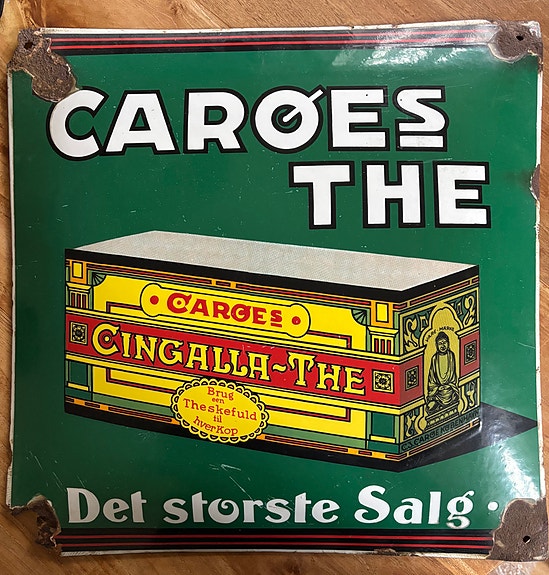 CARØES
THE
CARØES
CINGALLA-THE
Brug
een
Theskefuld
til
hver Kop
Det største Salg